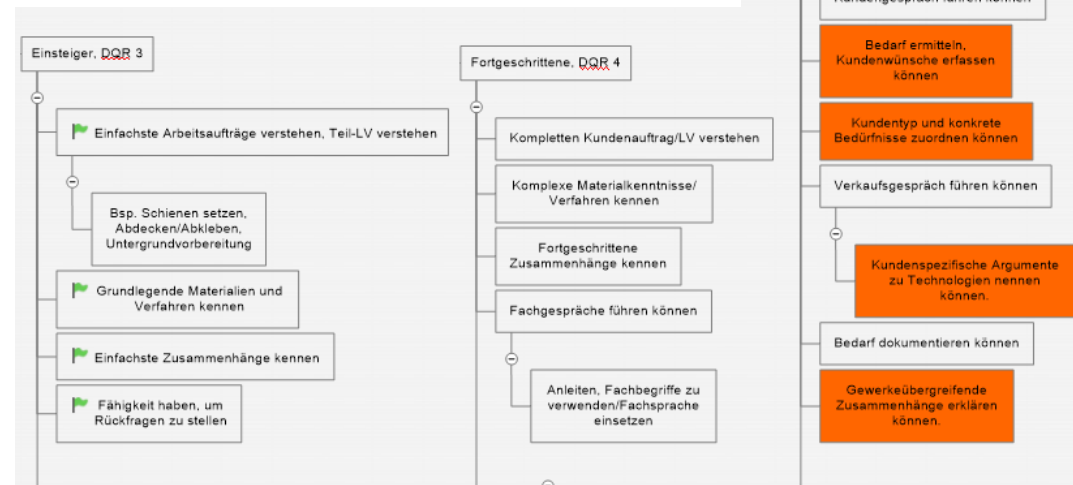 Einsteiger, DQR 3
Einfachste Arbeitsaufträge verstehen, Teil-LV verstehen
Bsp. Schienen setzen,
Abdecken/Abkleben,
Untergrundvorbereitung
Grundlegende Materialien und
Verfahren kennen
Einfachste Zusammenhänge kennen
Fähigkeit haben, um
Rückfragen zu stellen
Fortgeschrittene, DQR 4
Kompletten Kundenauftrag/LV verstehen
Komplexe Materialkenntnisse/
Verfahren kennen
Fortgeschrittene
Zusammenhänge kennen
Fachgespräche führen können
Anleiten, Fachbegriffe zu
verwenden/Fachsprache
einsetzen
Kundengespräch führen können
Bedarf ermitteln,
Kundenwünsche erfassen
können
Kundentyp und konkrete
Bedürfnisse zuordnen können
Verkaufsgespräch führen können
Kundenspezifische Argumente
zu Technologien nennen
können.
Bedarf dokumentieren können
Gewerkeübergreifende
Zusammenhänge erklären
können.